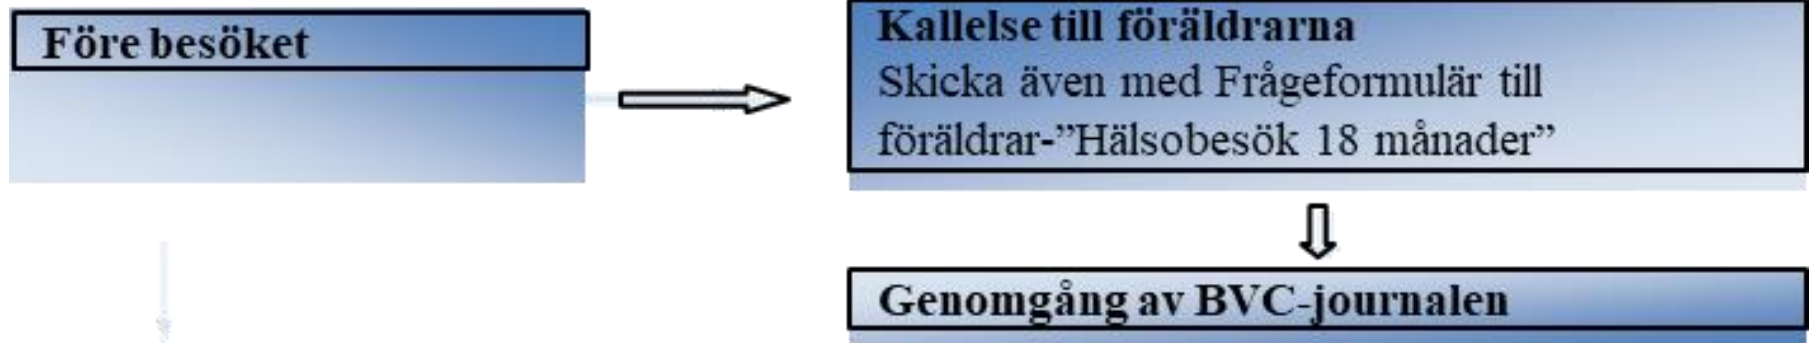 Före besöket
Kallelse till föräldrarna
Skicka även med Frågeformulär till
föräldrar-”Hälsobesök 18 månader”
Genomgång av BVC-journalen